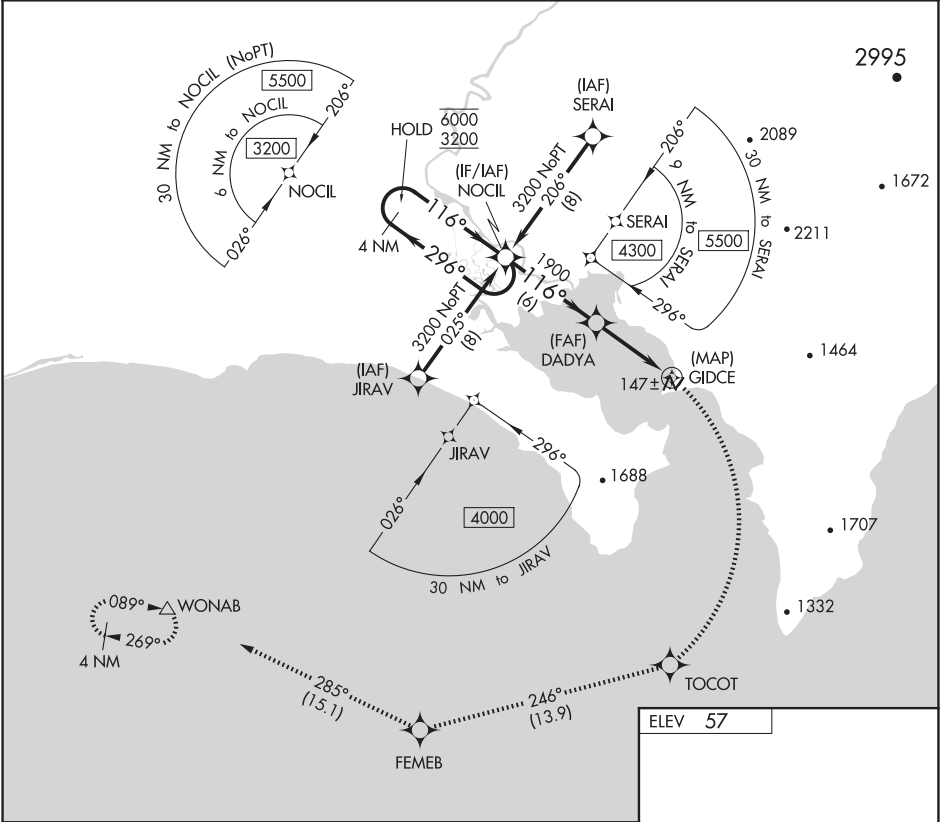 30 NM to NOCIL (NoPT)
5500
6 NM to NOCIL
206°
3200
NOCIL
026°
HOLD
6000
3200
(IAF)
SERAI
2995
2089
1672
2211
(IF/IAF)
NOCIL
3200 NoPT
206°
(8)
206°
9 NM to SERAI
30 NM to SERAI
SERAI
4300
5500
296°
116°
4 NM
296°
1900
116°
(6)
3200 NoPT
025°
(8)
(IAF)
JIRAV
(FAF)
DADYA
(MAP)
GIDCE
147±
1464
JIRAV
296°
026°
4000
30 NM to JIRAV
1688
1707
1332
089°
WONAB
269°
4 NM
285°
(15.1)
246°
(13.9)
TOCOT
FEMEB
ELEV 57